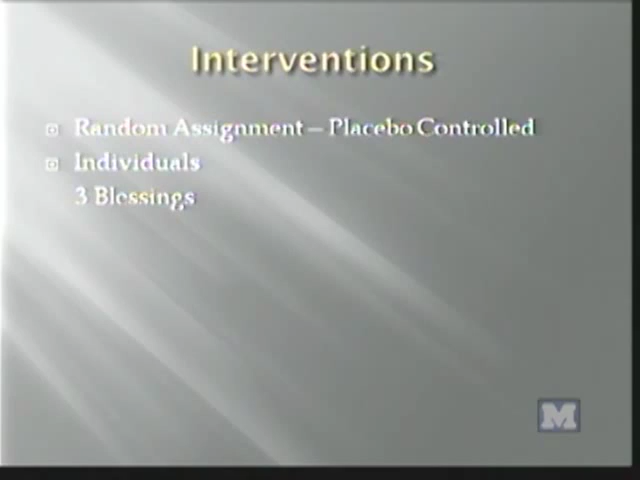 Interventions
Random Assignment – Placebo Controlled
Individuals
3 Blessings
M